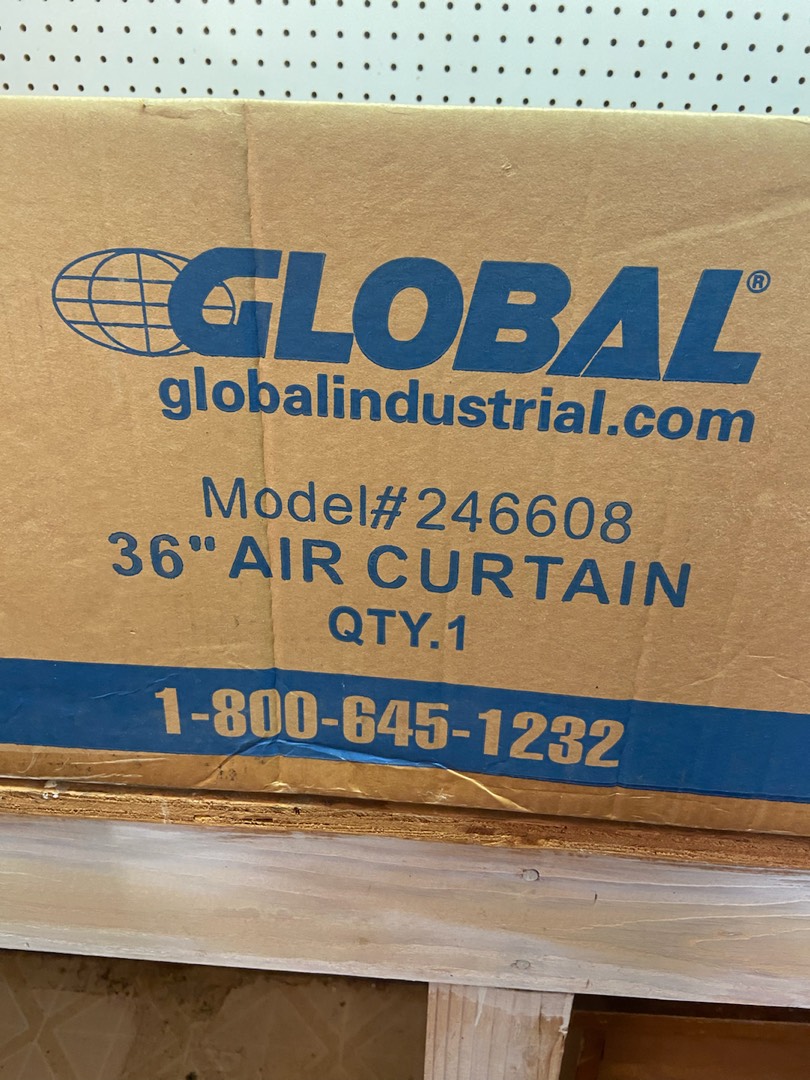 GLOBAL®
globalindustrial.com
Model#246608
36" AIR CURTAIN
QTY.1
1-800-645-1232